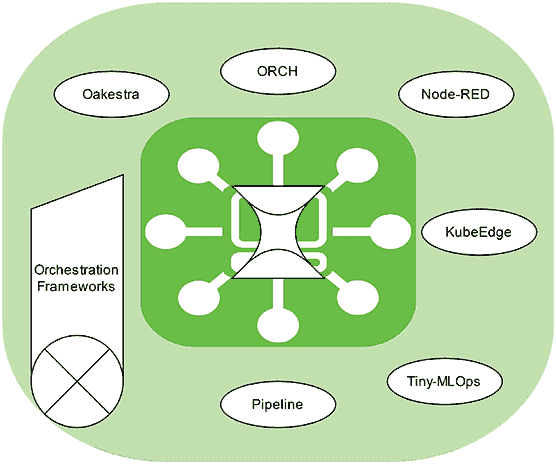 ORCH
Oakestra
Node-RED
KubeEdge
Orchestration
Frameworks
Tiny-MLOps
Pipeline